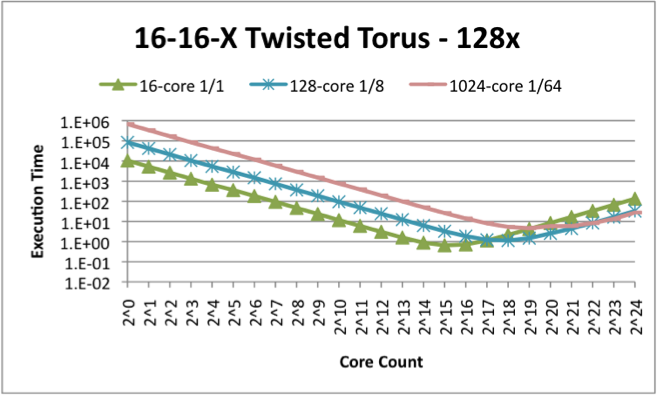 16-16-X Twisted Torus - 128x
16-core 1/1 128-core 1/8 1024-core 1/64
1.E+06
1.E+05
1.E+04
1.E+03
1.E+02
1.E+01
1.E+00
1.E-01
1.E-02
Execution Time
2^0 2^1 2^2 2^3 2^4 2^5 2^6 2^7 2^8 2^9 2^10 2^11 2^12 2^13 2^14 2^15 2^16 2^17 2^18 2^19 2^20 2^21 2^22 2^23 2^24
Core Count